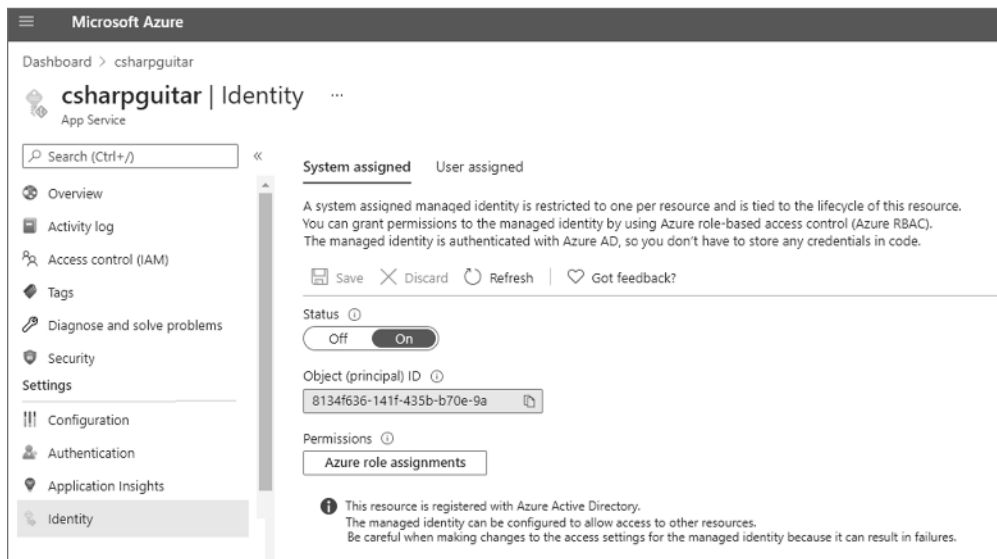 Microsoft Azure
Dashboard > csharpguitar
csharpguitar | Identity ...
App Service
Search (Ctrl+/)
«
Overview
Activity log
Access control (IAM)
Tags
Diagnose and solve problems
Security
Settings
Configuration
Authentication
Application Insights
Identity
System assigned User assigned
A system assigned managed identity is restricted to one per resource and is tied to the lifecycle of this resource.
You can grant permissions to the managed identity by using Azure role-based access control (Azure RBAC).
The managed identity is authenticated with Azure AD, so you don't have to store any credentials in code.
Save Discard Refresh Got feedback?
Status
Off On
Object (principal) ID
8134f636-141f-435b-b70e-9a
Permissions
Azure role assignments
This resource is registered with Azure Active Directory.
The managed identity can be configured to allow access to other resources.
Be careful when making changes to the access settings for the managed identity because it can result in failures.